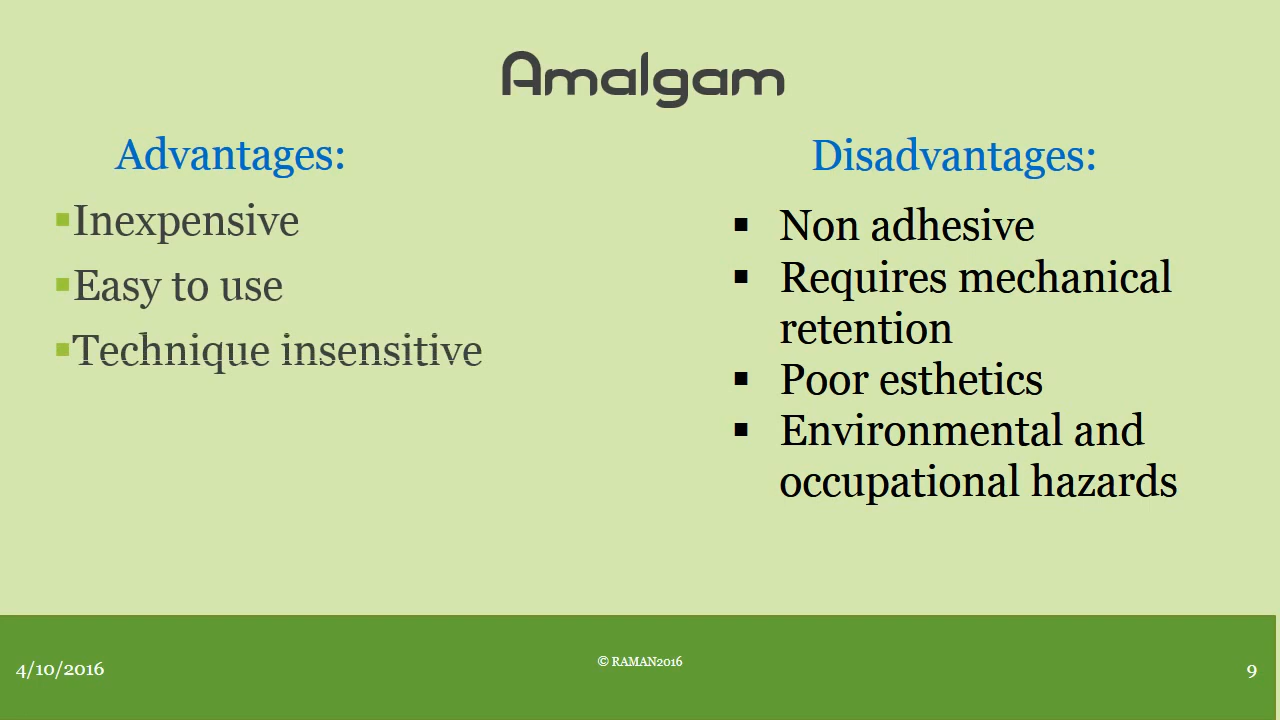 Amalgam
Advantages:
▪Inexpensive
▪Easy to use
▪Technique insensitive
Disadvantages:
▪ Non adhesive
▪ Requires mechanical
retention
▪ Poor esthetics
▪ Environmental and
occupational hazards
4/10/2016
© RAMAN2016
9